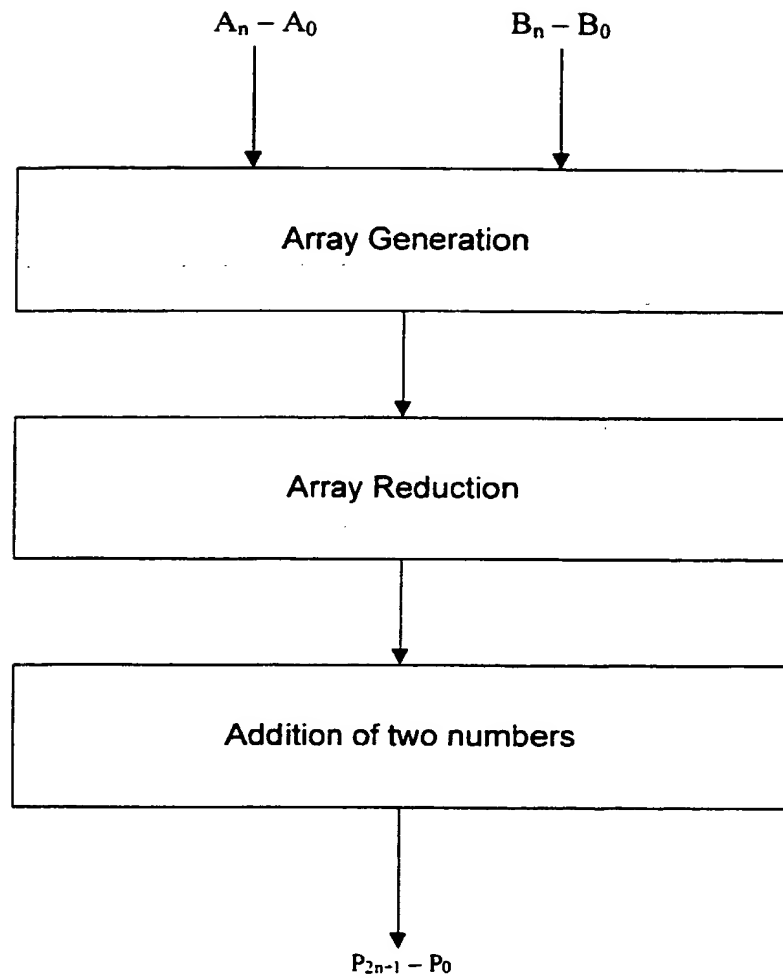 Aₙ – A₀ Bₙ – B₀
Array Generation
Array Reduction
Addition of two numbers
P₂ₙ₋₁ – P₀